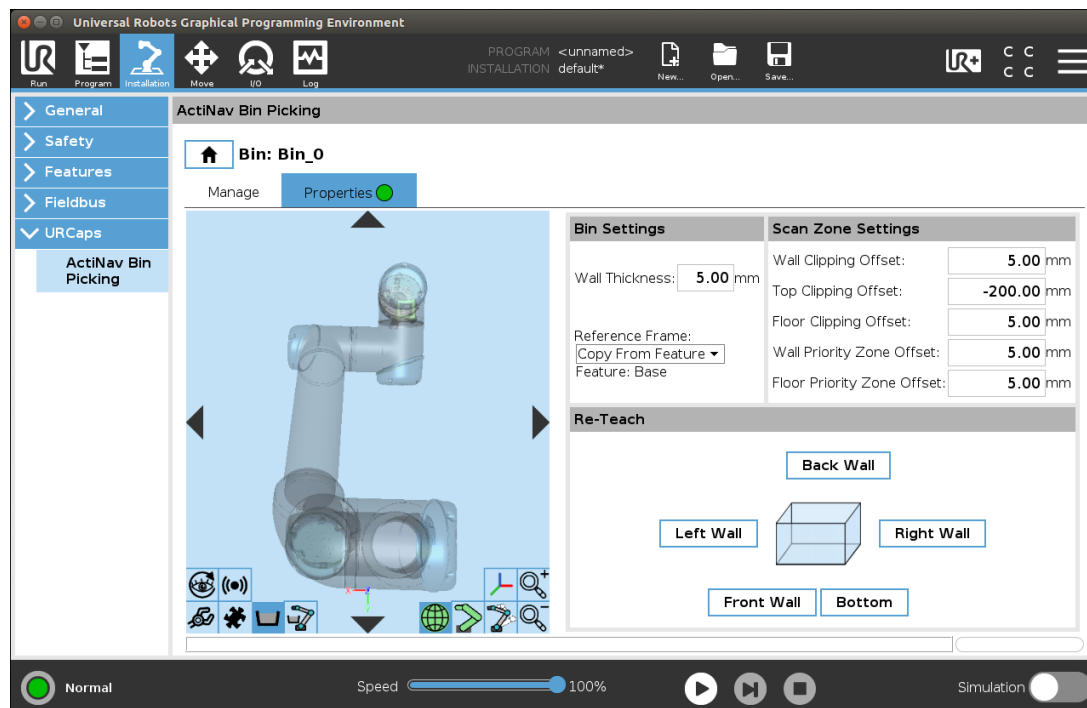 Universal Robots Graphical Programming Environment
Run
Program
Installation
Move
I/O
Log
PROGRAM <unnamed>
INSTALLATION default*
New...
Open...
Save...
UR+
C C
C C
General
Safety
Features
Fieldbus
URCaps
ActiNav Bin
Picking
ActiNav Bin Picking
Bin: Bin_0
Manage
Properties
Bin Settings
Wall Thickness: 5.00 mm
Reference Frame:
Copy From Feature
Feature: Base
Scan Zone Settings
Wall Clipping Offset: 5.00 mm
Top Clipping Offset: -200.00 mm
Floor Clipping Offset: 5.00 mm
Wall Priority Zone Offset: 5.00 mm
Floor Priority Zone Offset: 5.00 mm
Re-Teach
Back Wall
Left Wall
Right Wall
Front Wall
Bottom
Normal
Speed 100%
Simulation